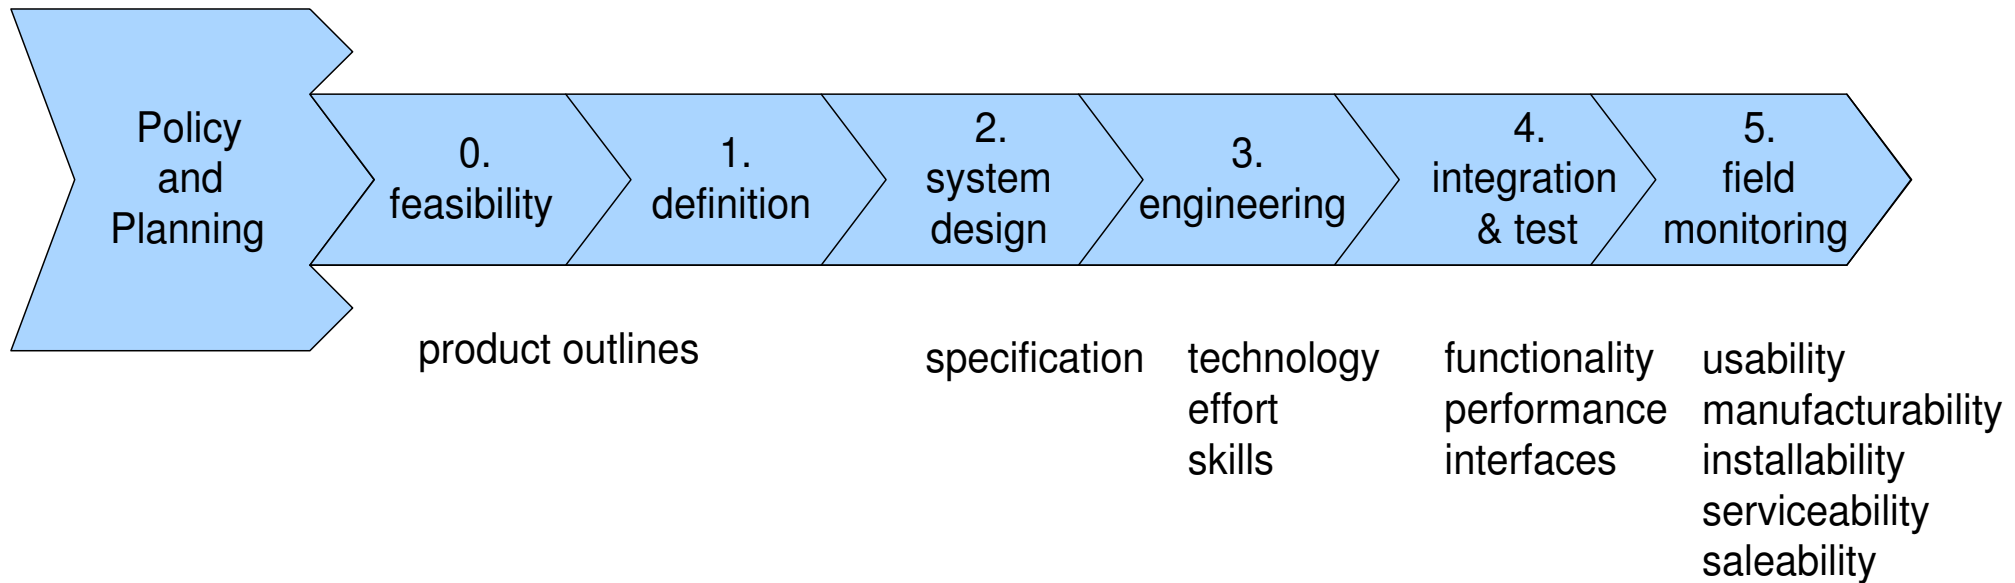 Policy
and
Planning
0.
feasibility
1.
definition
2.
system
design
3.
engineering
4.
integration
& test
5.
field
monitoring
product outlines
specification
technology
effort
skills
functionality
performance
interfaces
usability
manufacturability
installability
serviceability
saleability